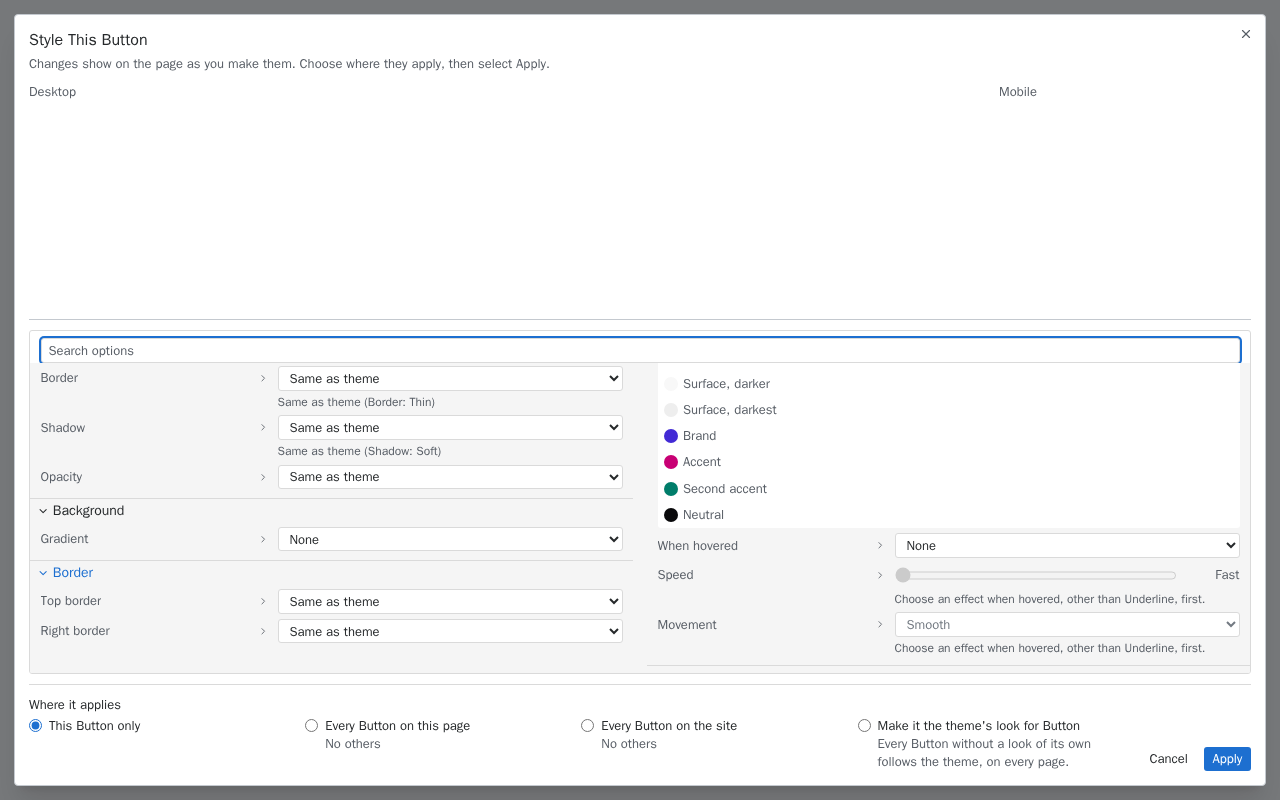 Style This Button
Changes show on the page as you make them. Choose where they apply, then select Apply.
Desktop
Mobile
Search options
Border
Same as theme
Same as theme (Border: Thin)
Shadow
Same as theme
Same as theme (Shadow: Soft)
Opacity
Same as theme
Background
Gradient
None
Border
Top border
Same as theme
Right border
Same as theme
Surface, darker
Surface, darkest
Brand
Accent
Second accent
Neutral
When hovered
None
Speed
Fast
Choose an effect when hovered, other than Underline, first.
Movement
Smooth
Choose an effect when hovered, other than Underline, first.
Where it applies
This Button only
Every Button on this page
No others
Every Button on the site
No others
Make it the theme's look for Button
Every Button without a look of its own
follows the theme, on every page.
Cancel
Apply